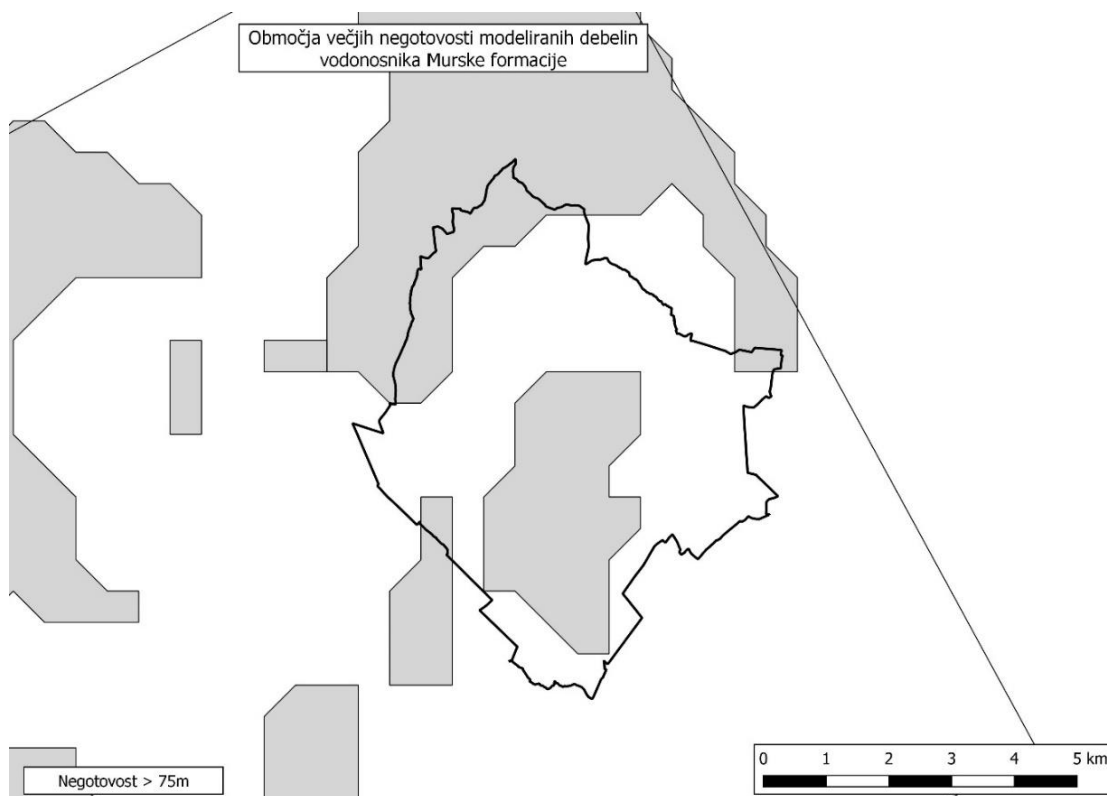 Območja večjih negotovosti modeliranih debelin
vodonosnika Murske formacije
Negotovost > 75m
0 1 2 3 4 5 km